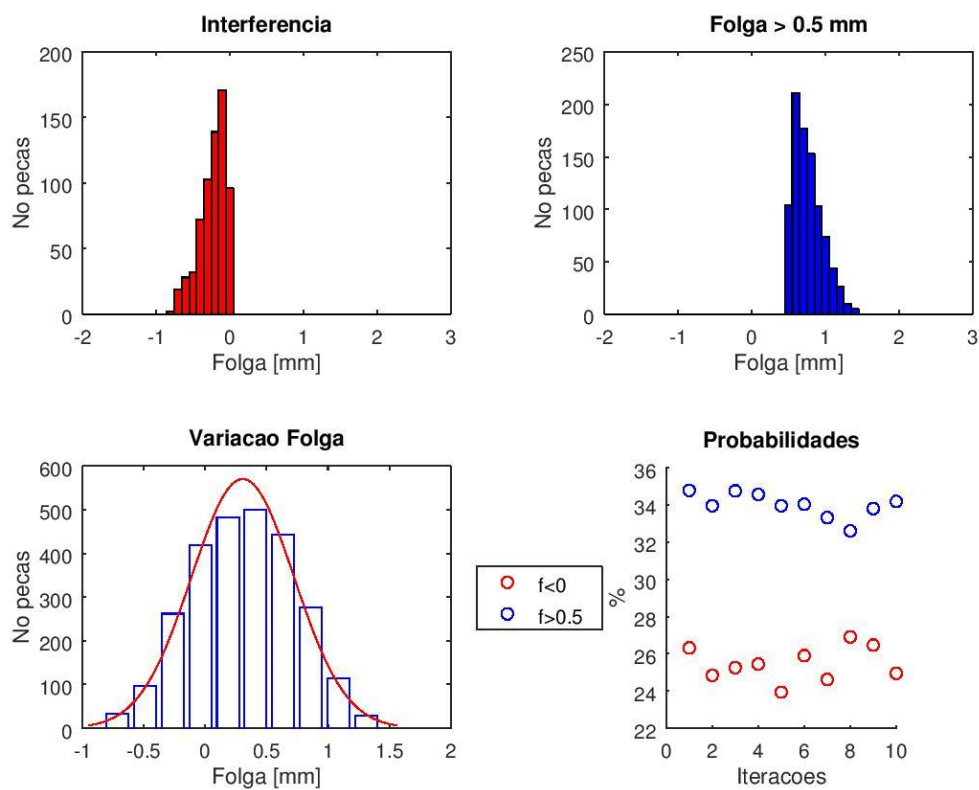 Interferencia
200
150
100
50
0
No pecas
-2 -1 0 1 2 3
Folga [mm]
Folga > 0.5 mm
250
200
150
100
50
0
No pecas
-2 -1 0 1 2 3
Folga [mm]
Variacao Folga
600
500
400
300
200
100
0
No pecas
-1 -0.5 0 0.5 1 1.5 2
Folga [mm]
f<0
f>0.5
Probabilidades
36
34
32
30
28
26
24
22
%
0 2 4 6 8 10
Iteracoes